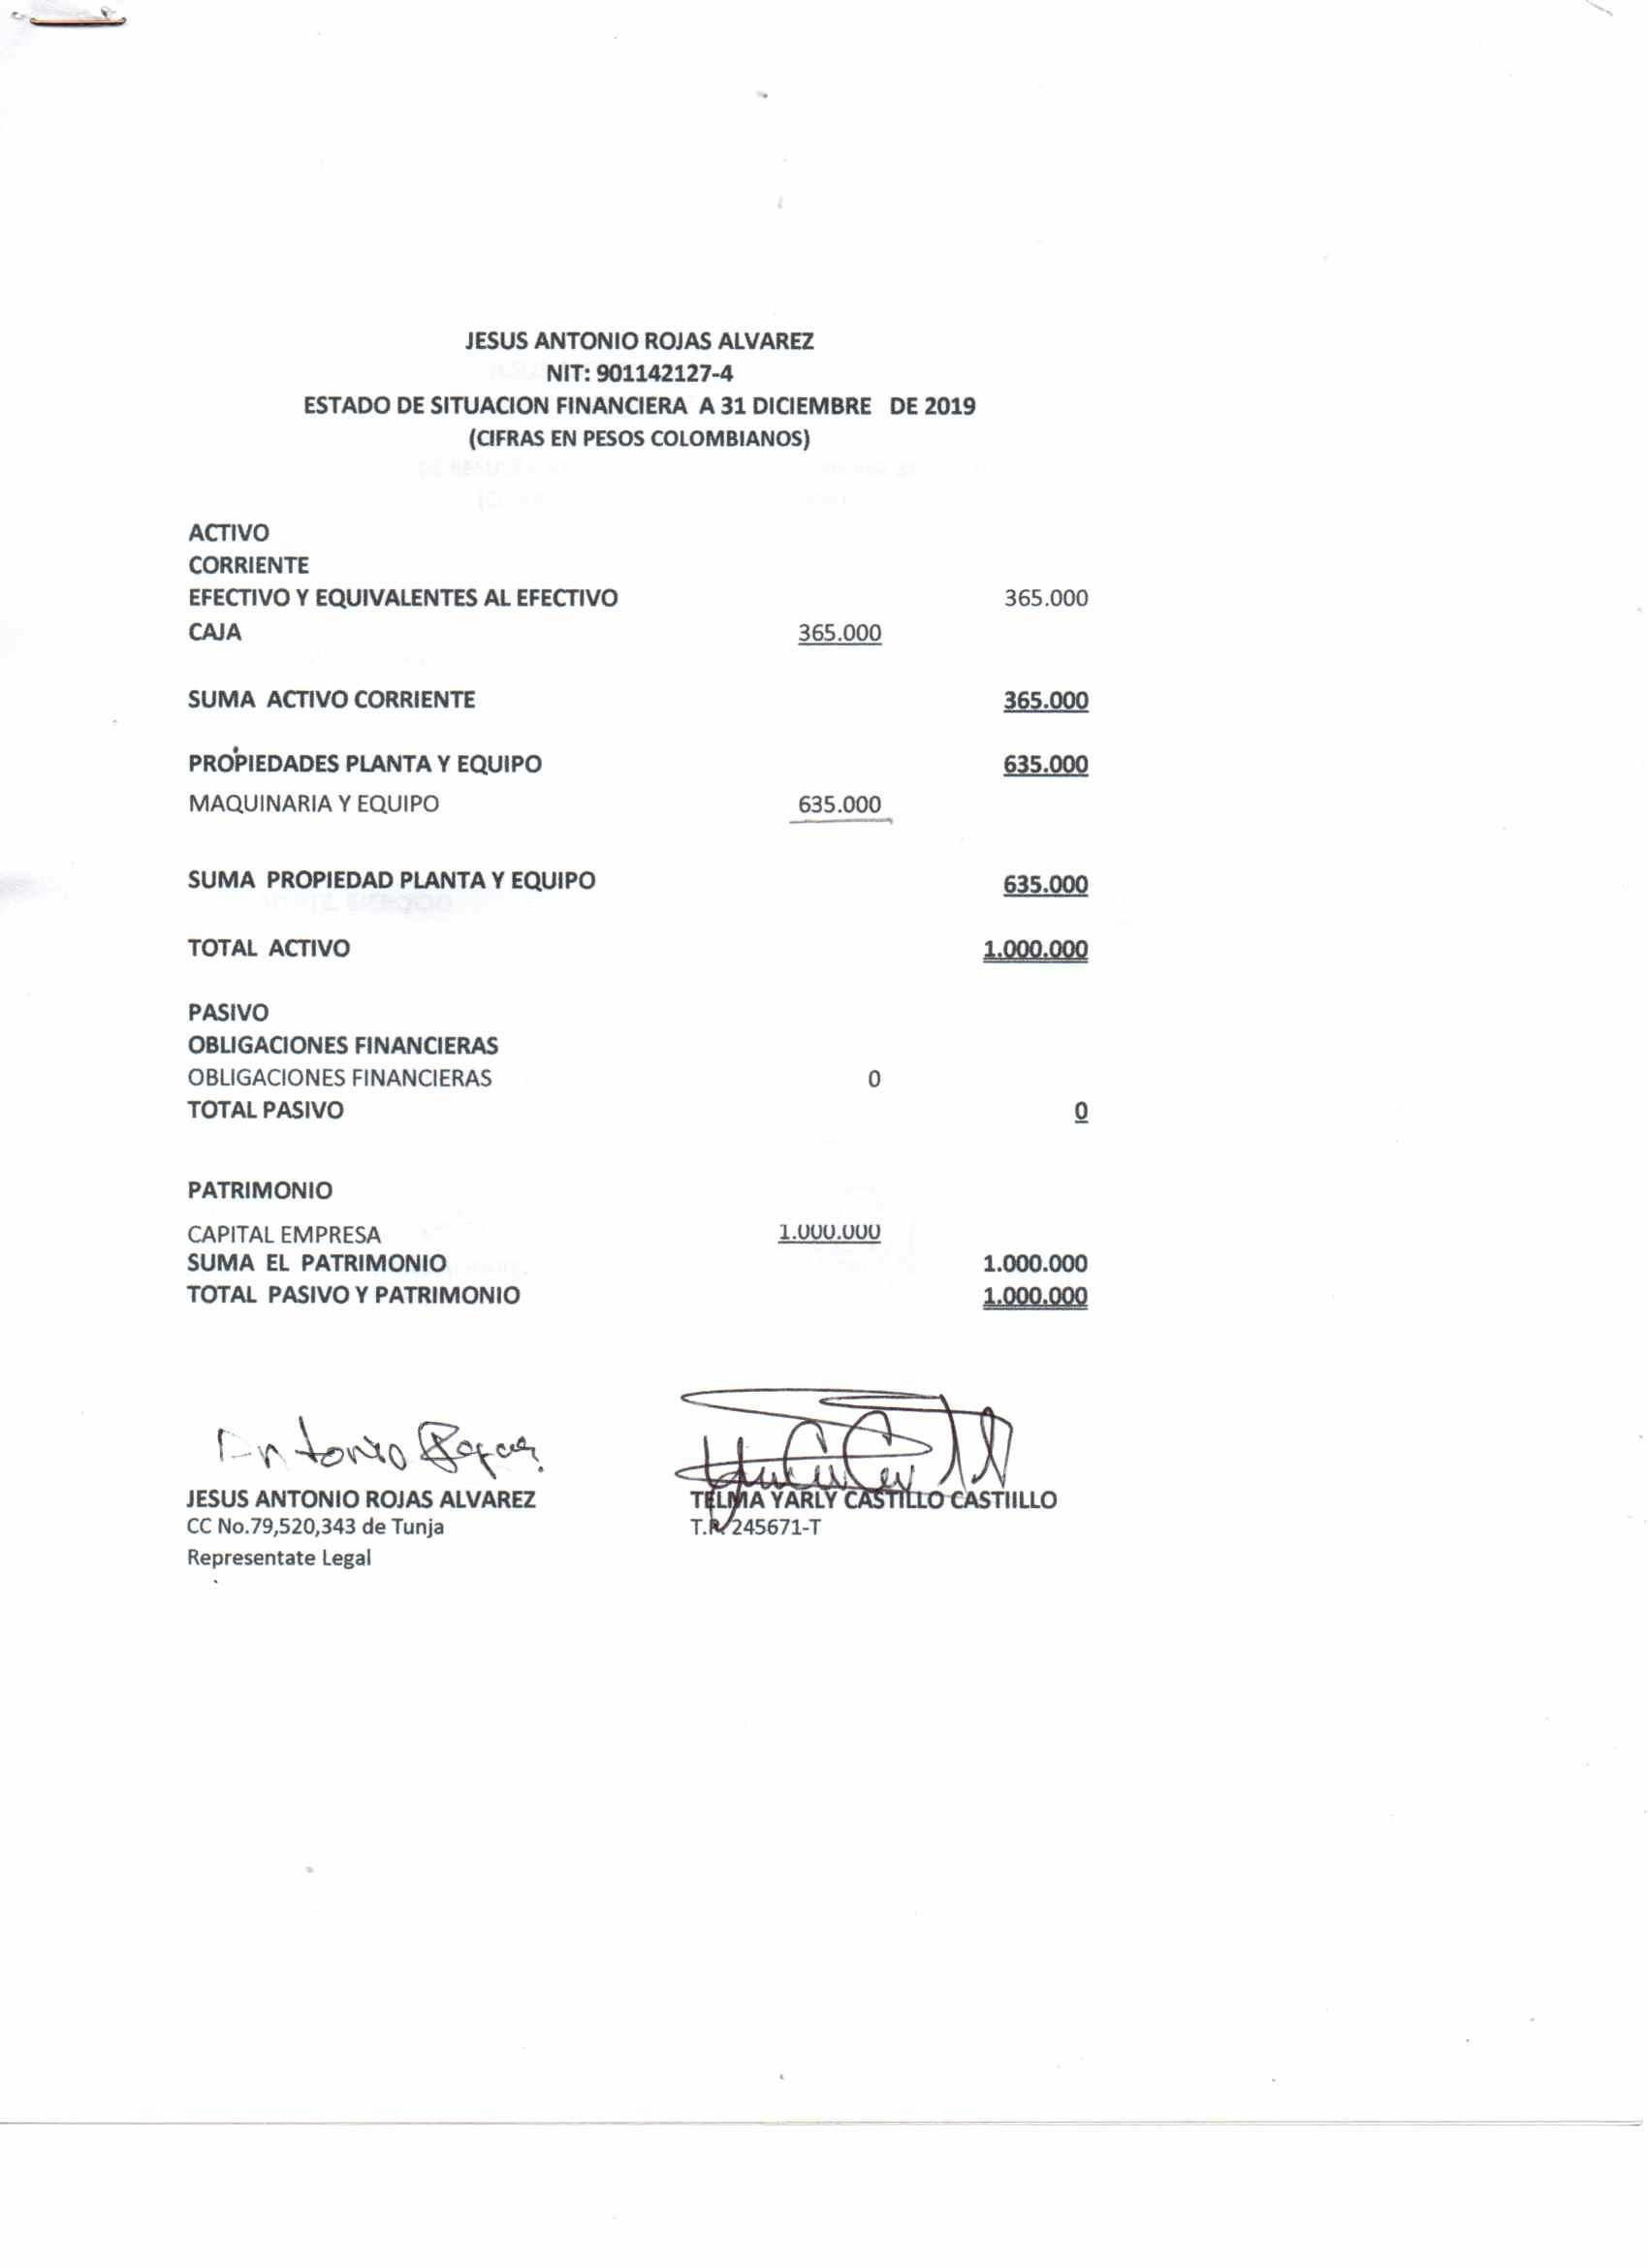 JESUS ANTONIO ROJAS ALVAREZ
NIT: 901142127-4
ESTADO DE SITUACION FINANCIERA A 31 DICIEMBRE DE 2019
(CIFRAS EN PESOS COLOMBIANOS)
ACTIVO
CORRIENTE
EFECTIVO Y EQUIVALENTES AL EFECTIVO 365.000
CAJA 365.000
SUMA ACTIVO CORRIENTE 365.000
PROPIEDADES PLANTA Y EQUIPO 635.000
MAQUINARIA Y EQUIPO 635.000
SUMA PROPIEDAD PLANTA Y EQUIPO 635.000
TOTAL ACTIVO 1.000.000
PASIVO
OBLIGACIONES FINANCIERAS
OBLIGACIONES FINANCIERAS 0
TOTAL PASIVO 0
PATRIMONIO
CAPITAL EMPRESA 1.000.000
SUMA EL PATRIMONIO 1.000.000
TOTAL PASIVO Y PATRIMONIO 1.000.000
Antonio Rojas
JESUS ANTONIO ROJAS ALVAREZ TELMA YARLY CASTILLO CASTIILLO
CC No.79,520,343 de Tunja T.P. 245671-T
Representate Legal